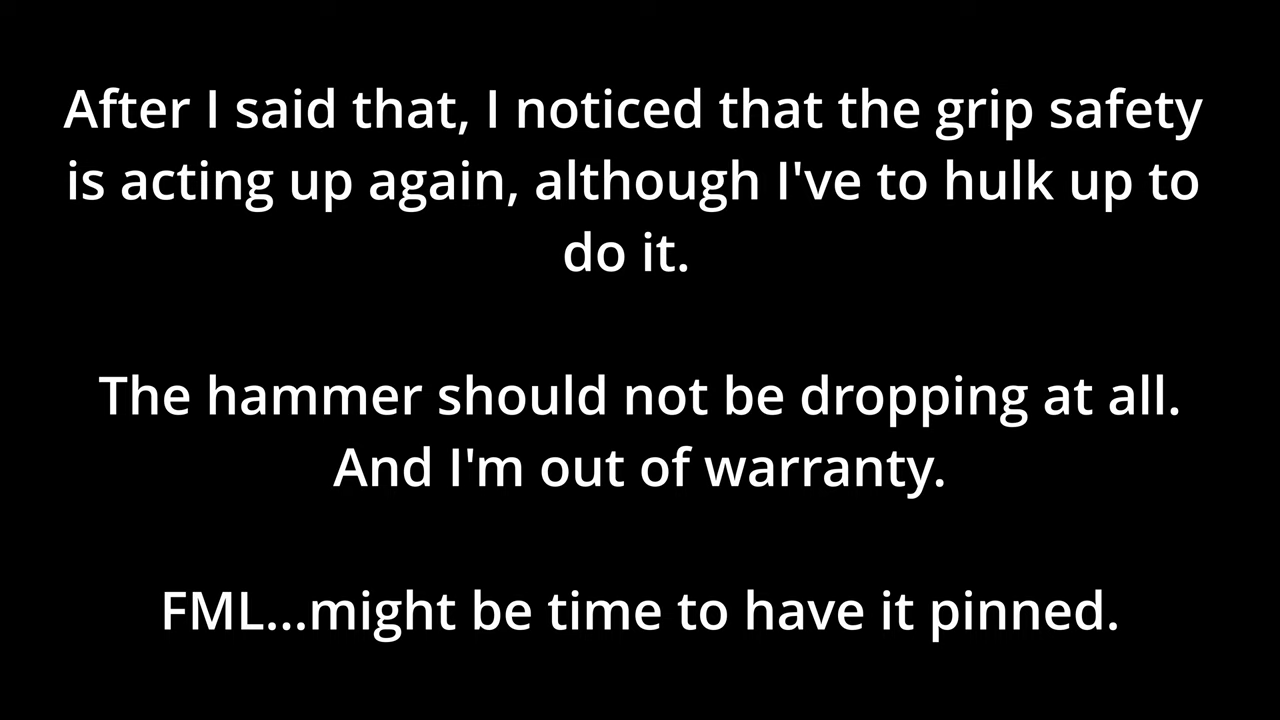 After I said that, I noticed that the grip safety
is acting up again, although I've to hulk up to
do it.
The hammer should not be dropping at all.
And I'm out of warranty.
FML...might be time to have it pinned.